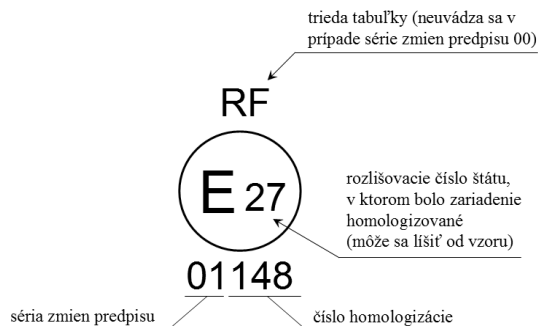 trieda tabuľky (neuvádza sa v
prípade série zmien predpisu 00)
RF
E 27
rozlišovacie číslo štátu,
v ktorom bolo zariadenie
homologizované
(môže sa líšiť od vzoru)
01148
séria zmien predpisu
číslo homologizácie